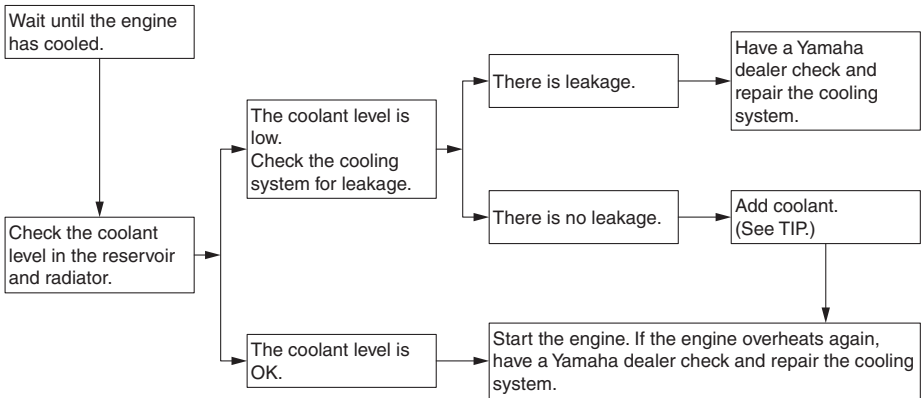 Wait until the engine
has cooled.
Check the coolant
level in the reservoir
and radiator.
The coolant level is
low.
Check the cooling
system for leakage.
There is leakage.
Have a Yamaha
dealer check and
repair the cooling
system.
There is no leakage.
Add coolant.
(See TIP.)
The coolant level is
OK.
Start the engine. If the engine overheats again,
have a Yamaha dealer check and repair the cooling
system.